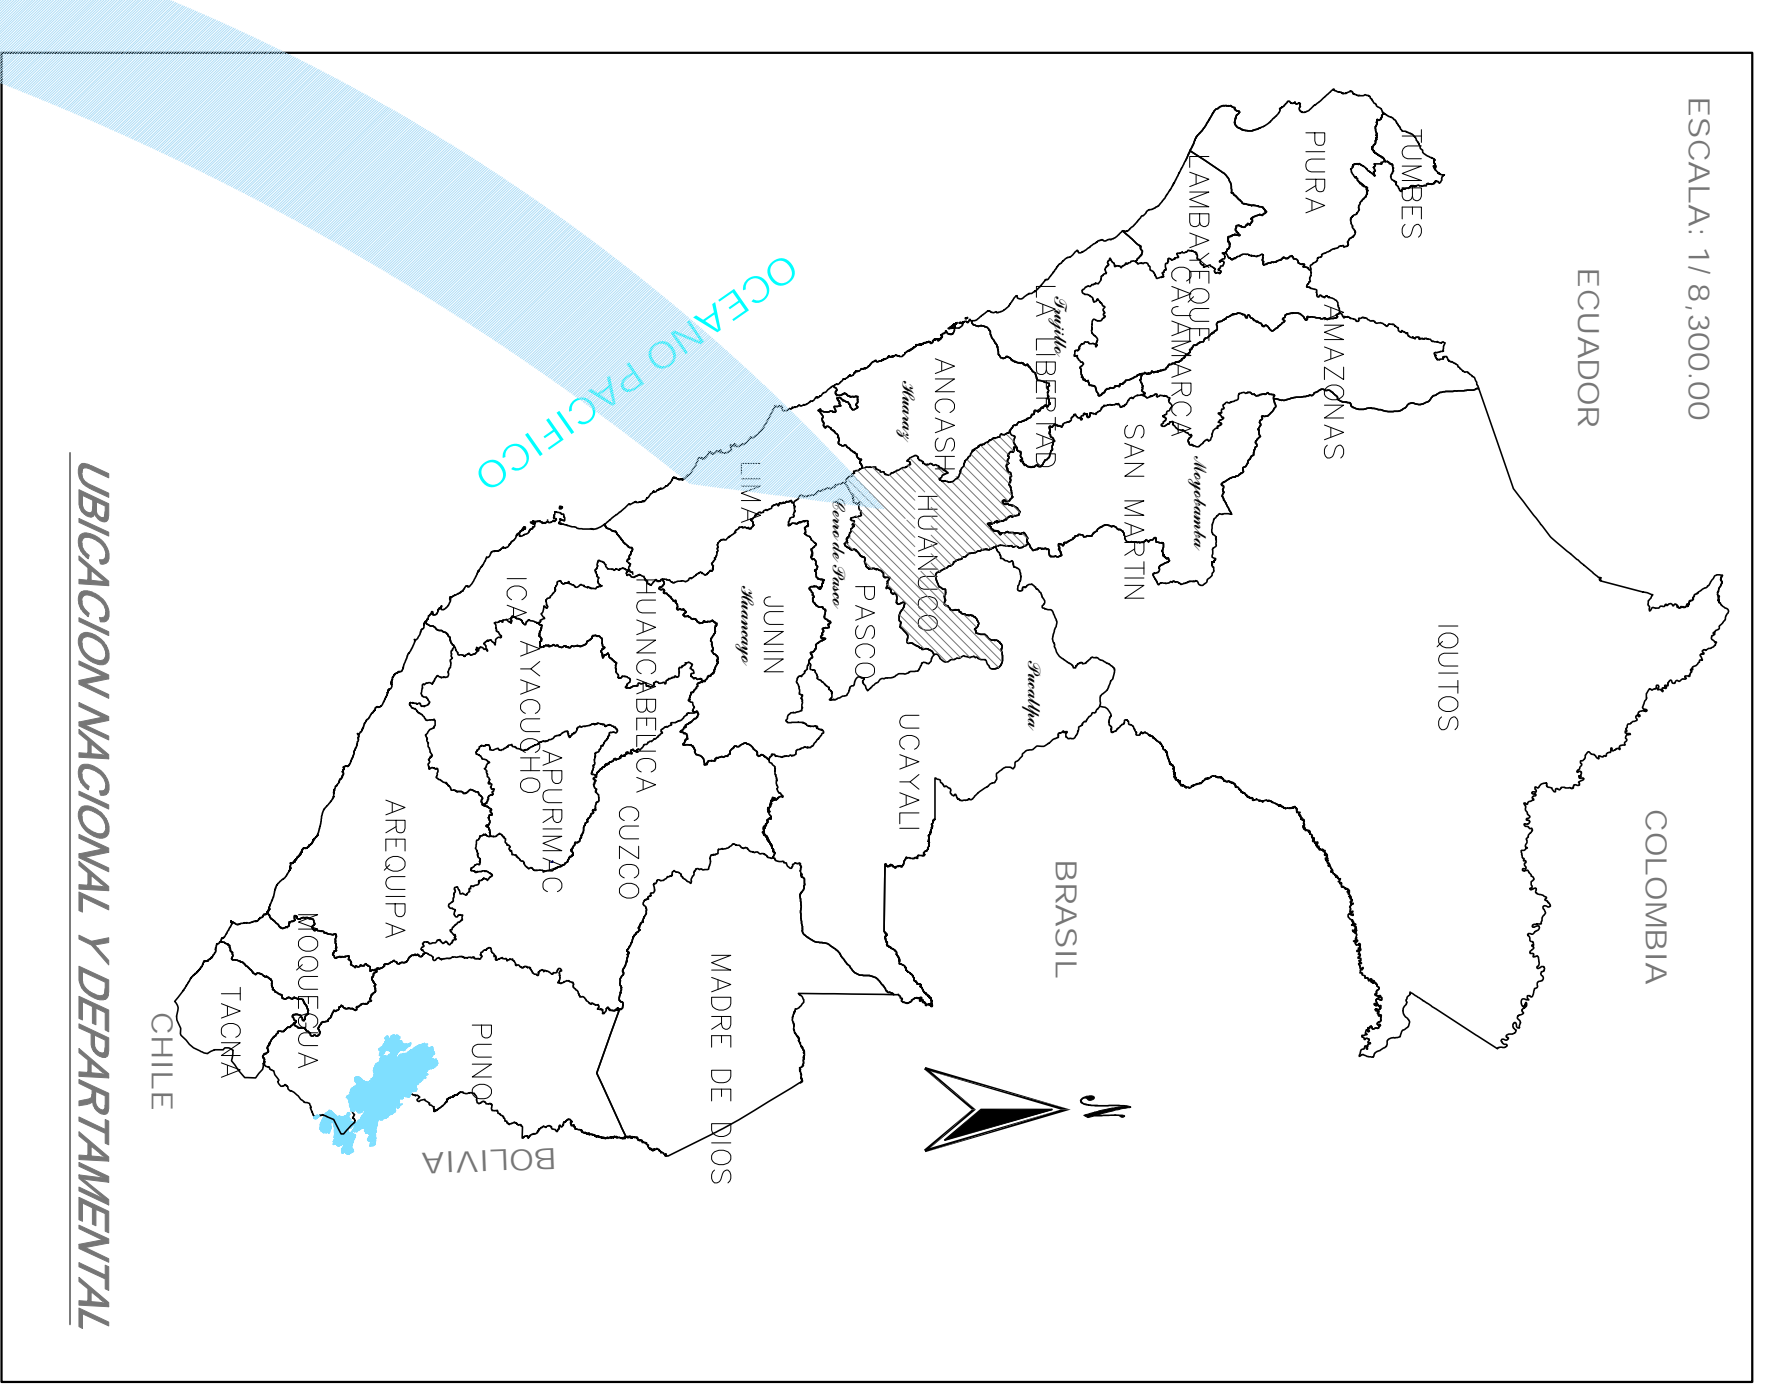 ESCALA: 1/ 8,300.00
ECUADOR
COLOMBIA
TUMBES
PIURA
AMAZONAS
IQUITOS
LAMBAYEQUE
CAJAMARCA
Moyobamba
SAN MARTIN
LA LIBERTAD
Trujillo
BRASIL
ANCASH
Huaraz
HUANUCO
Pucallpa
UCAYALI
PASCO
Cerro de Pasco
OCEANO PACIFICO
LIMA
JUNIN
Huancayo
MADRE DE DIOS
HUANCABELICA
CUZCO
ICA
AYACUCHO
APURIMAC
PUNO
AREQUIPA
MOQUEGUA
TACNA
BOLIVIA
CHILE
N
UBICACION NACIONAL Y DEPARTAMENTAL